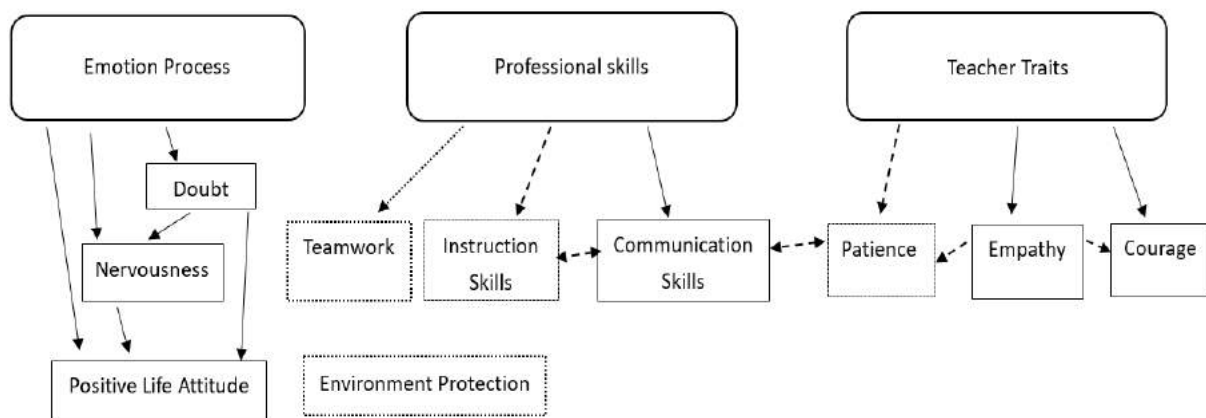 Emotion Process
Professional skills
Teacher Traits
Doubt
Teamwork
Instruction
Skills
Communication
Skills
Patience
Empathy
Courage
Nervousness
Positive Life Attitude
Environment Protection